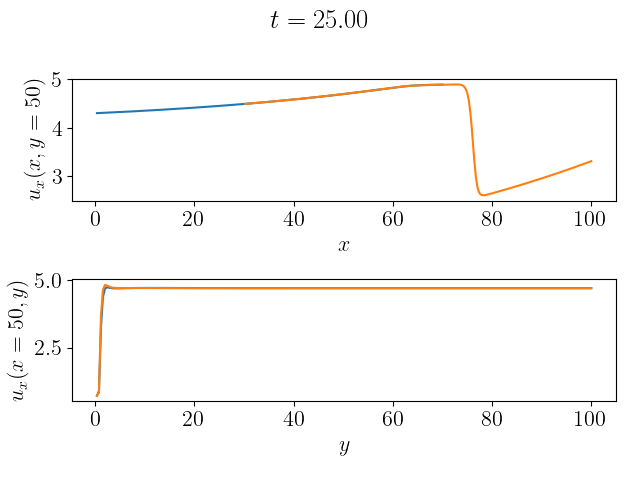 t = 25.00
u_x(x, y = 50)
5
4
3
0 20 40 60 80 100
x
u_x(x = 50, y)
5.0
2.5
0 20 40 60 80 100
y